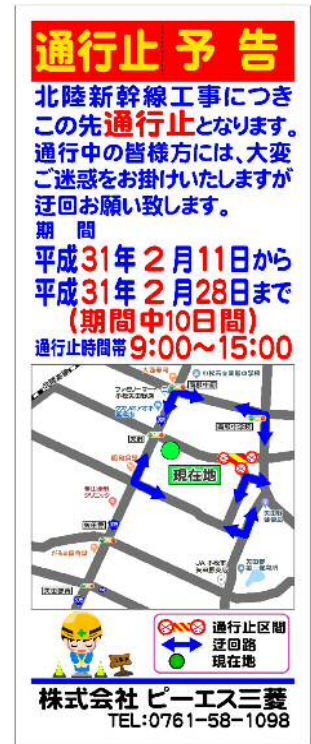 通行止 予告
北陸新幹線工事につき
この先通行止となります。
通行中の皆様方には、大変
ご迷惑をお掛けいたしますが
迂回お願い致します。
期 間
平成31年2月11日から
平成31年2月28日まで
(期間中10日間)
通行止時間帯9:00〜15:00
現在地
通行止区間
迂回路
現在地
株式会社 ピーエス三菱
TEL:0761-58-1098